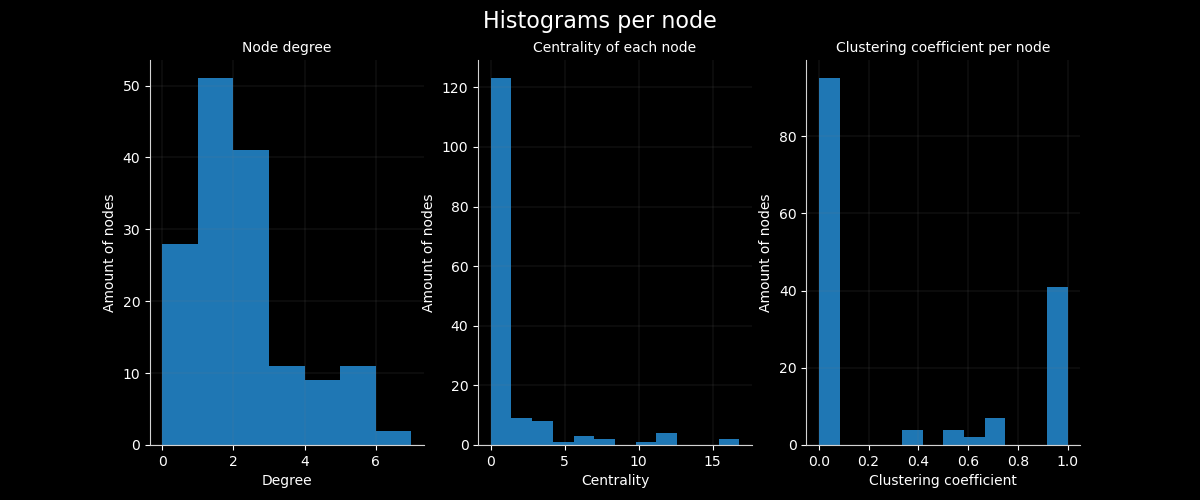 Histograms per node
Node degree
Amount of nodes
50
40
30
20
10
0
0 2 4 6
Degree
Centrality of each node
Amount of nodes
120
100
80
60
40
20
0
0 5 10 15
Centrality
Clustering coefficient per node
Amount of nodes
80
60
40
20
0
0.0 0.2 0.4 0.6 0.8 1.0
Clustering coefficient